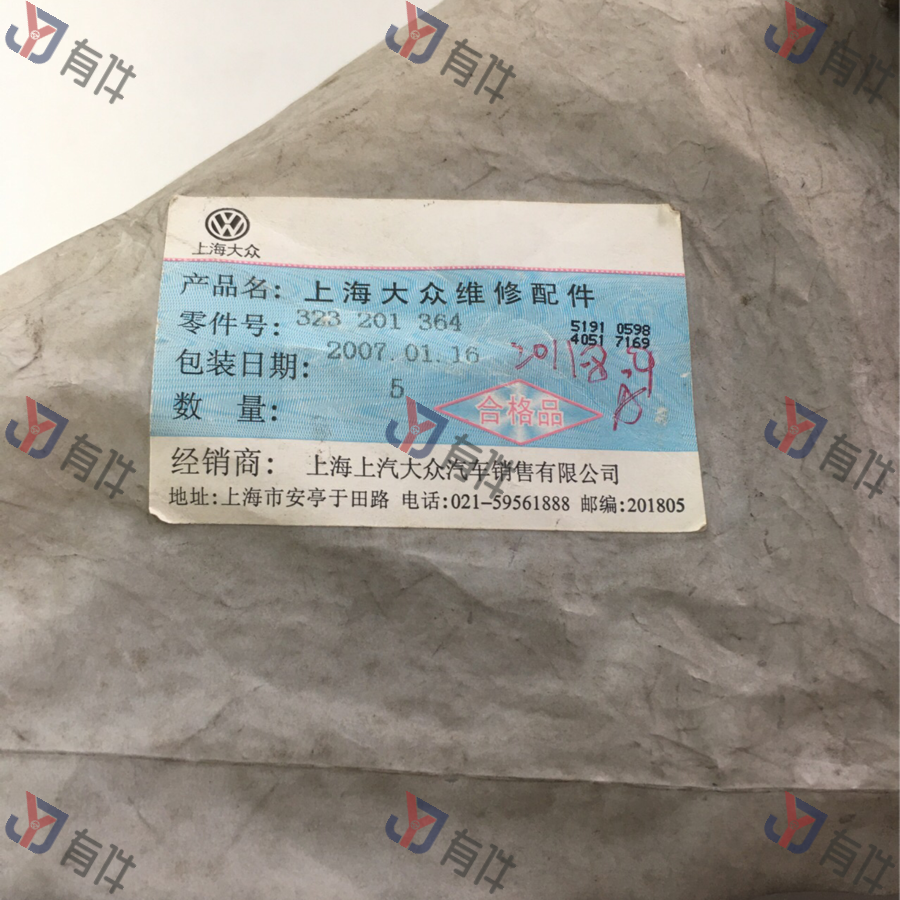 有件 有件 有件
上海大众
产品名: 上海大众维修配件
零件号: 323 201 364
5191 0598
4051 7169
包装日期: 2007.01.16
数 量: 5
合格品
有件 有件 有件
经销商: 上海上汽大众汽车销售有限公司
地址:上海市安亭于田路 电话:021-59561888 邮编:201805
有件 有件 有件